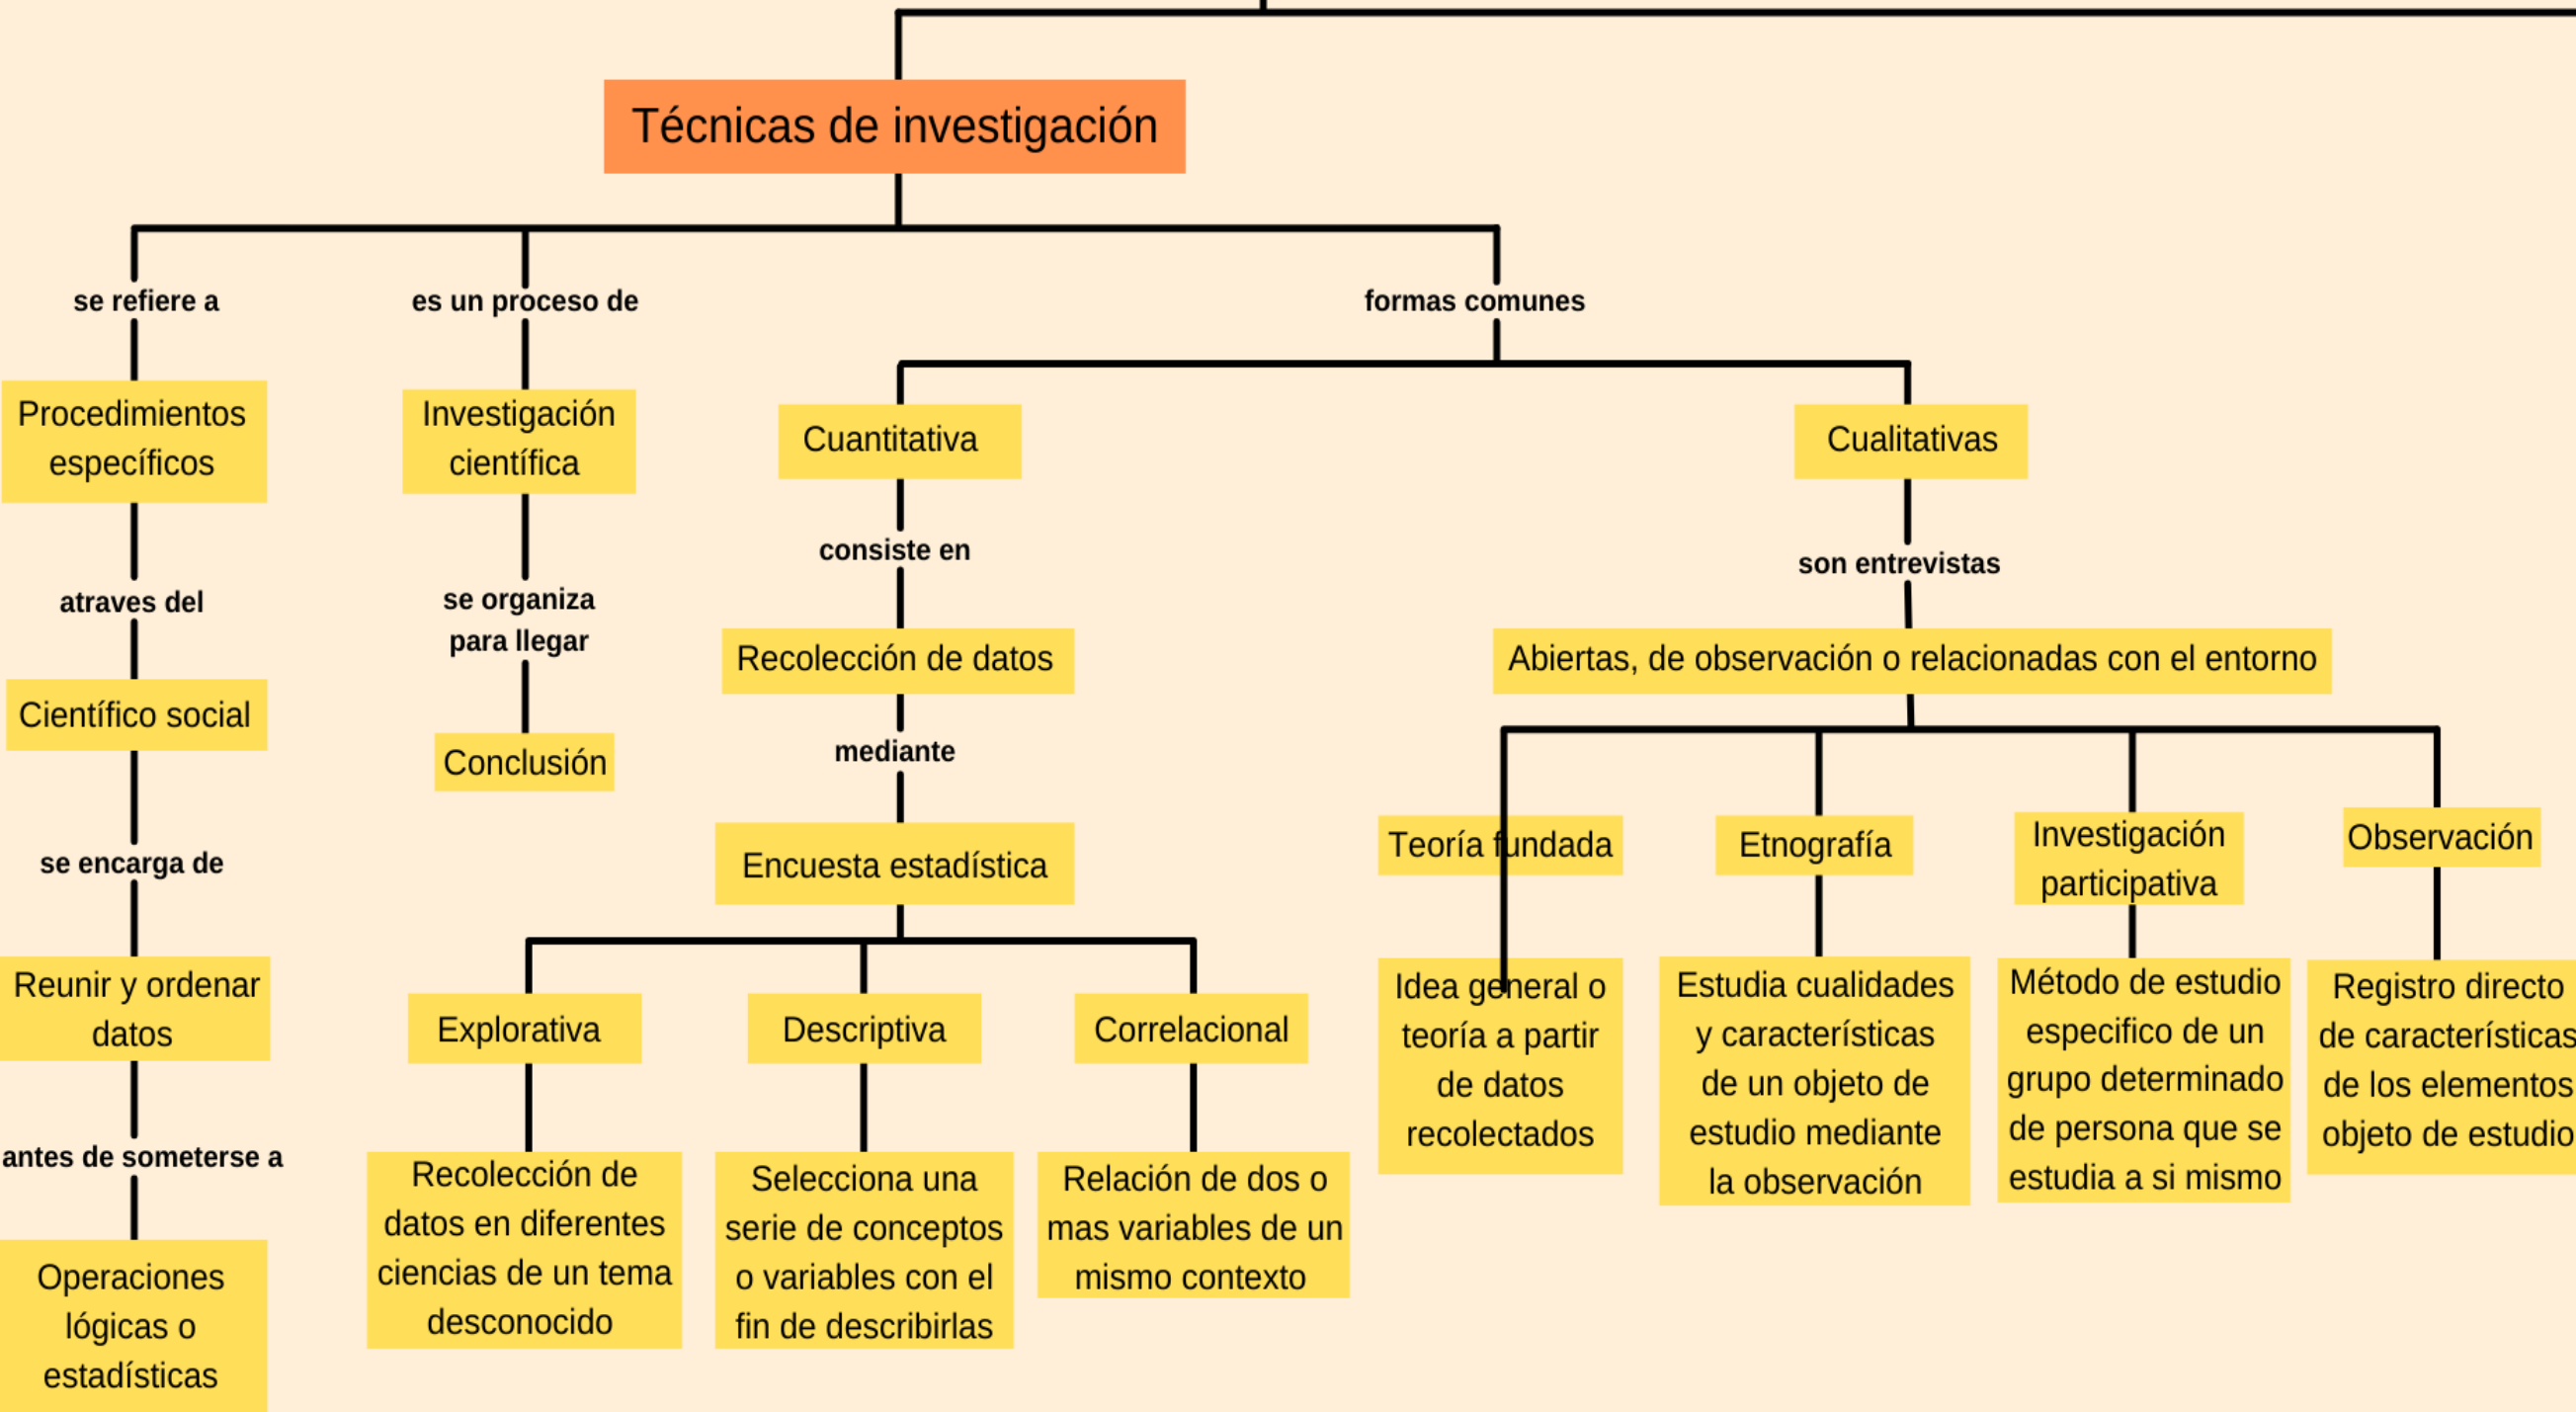 Técnicas de investigación
se refiere a
Procedimientos
específicos
atraves del
Científico social
se encarga de
Reunir y ordenar
datos
antes de someterse a
Operaciones
lógicas o
estadísticas
es un proceso de
Investigación
científica
se organiza
para llegar
Conclusión
formas comunes
Cuantitativa
consiste en
Recolección de datos
mediante
Encuesta estadística
Explorativa
Recolección de
datos en diferentes
ciencias de un tema
desconocido
Descriptiva
Selecciona una
serie de conceptos
o variables con el
fin de describirlas
Correlacional
Relación de dos o
mas variables de un
mismo contexto
Cualitativas
son entrevistas
Abiertas, de observación o relacionadas con el entorno
Teoría fundada
Idea general o
teoría a partir
de datos
recolectados
Etnografía
Estudia cualidades
y características
de un objeto de
estudio mediante
la observación
Investigación
participativa
Método de estudio
especifico de un
grupo determinado
de persona que se
estudia a si mismo
Observación
Registro directo
de características
de los elementos
objeto de estudio